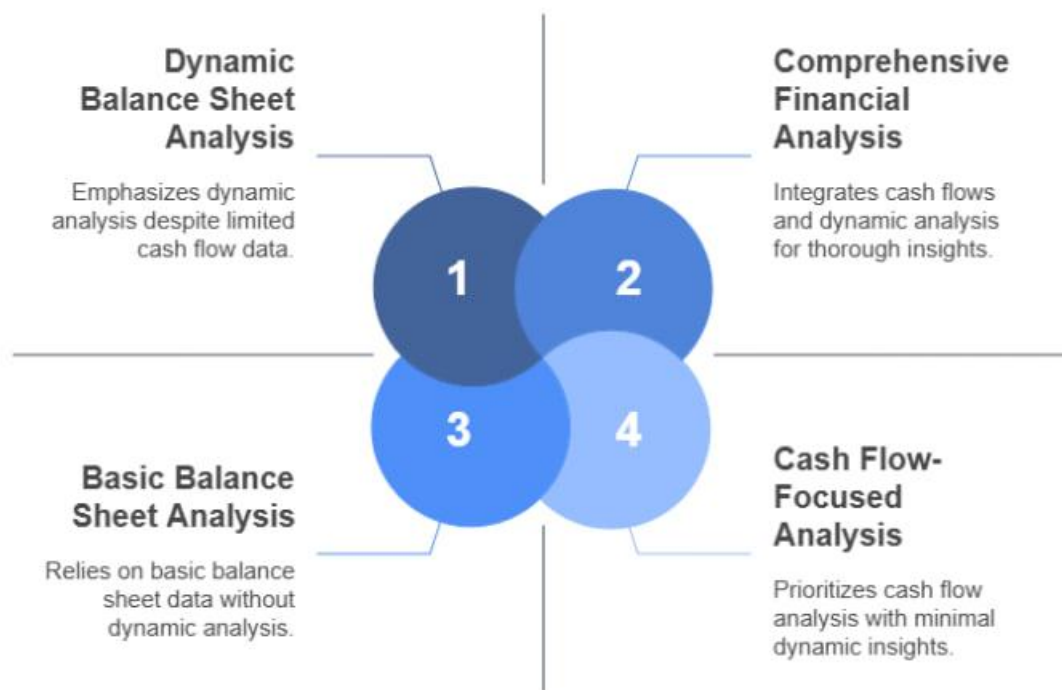 Dynamic
Balance Sheet
Analysis
Emphasizes dynamic
analysis despite limited
cash flow data.
1
Comprehensive
Financial
Analysis
Integrates cash flows
and dynamic analysis
for thorough insights.
2
Basic Balance
Sheet Analysis
Relies on basic balance
sheet data without
dynamic analysis.
3
Cash Flow-
Focused
Analysis
Prioritizes cash flow
analysis with minimal
dynamic insights.
4